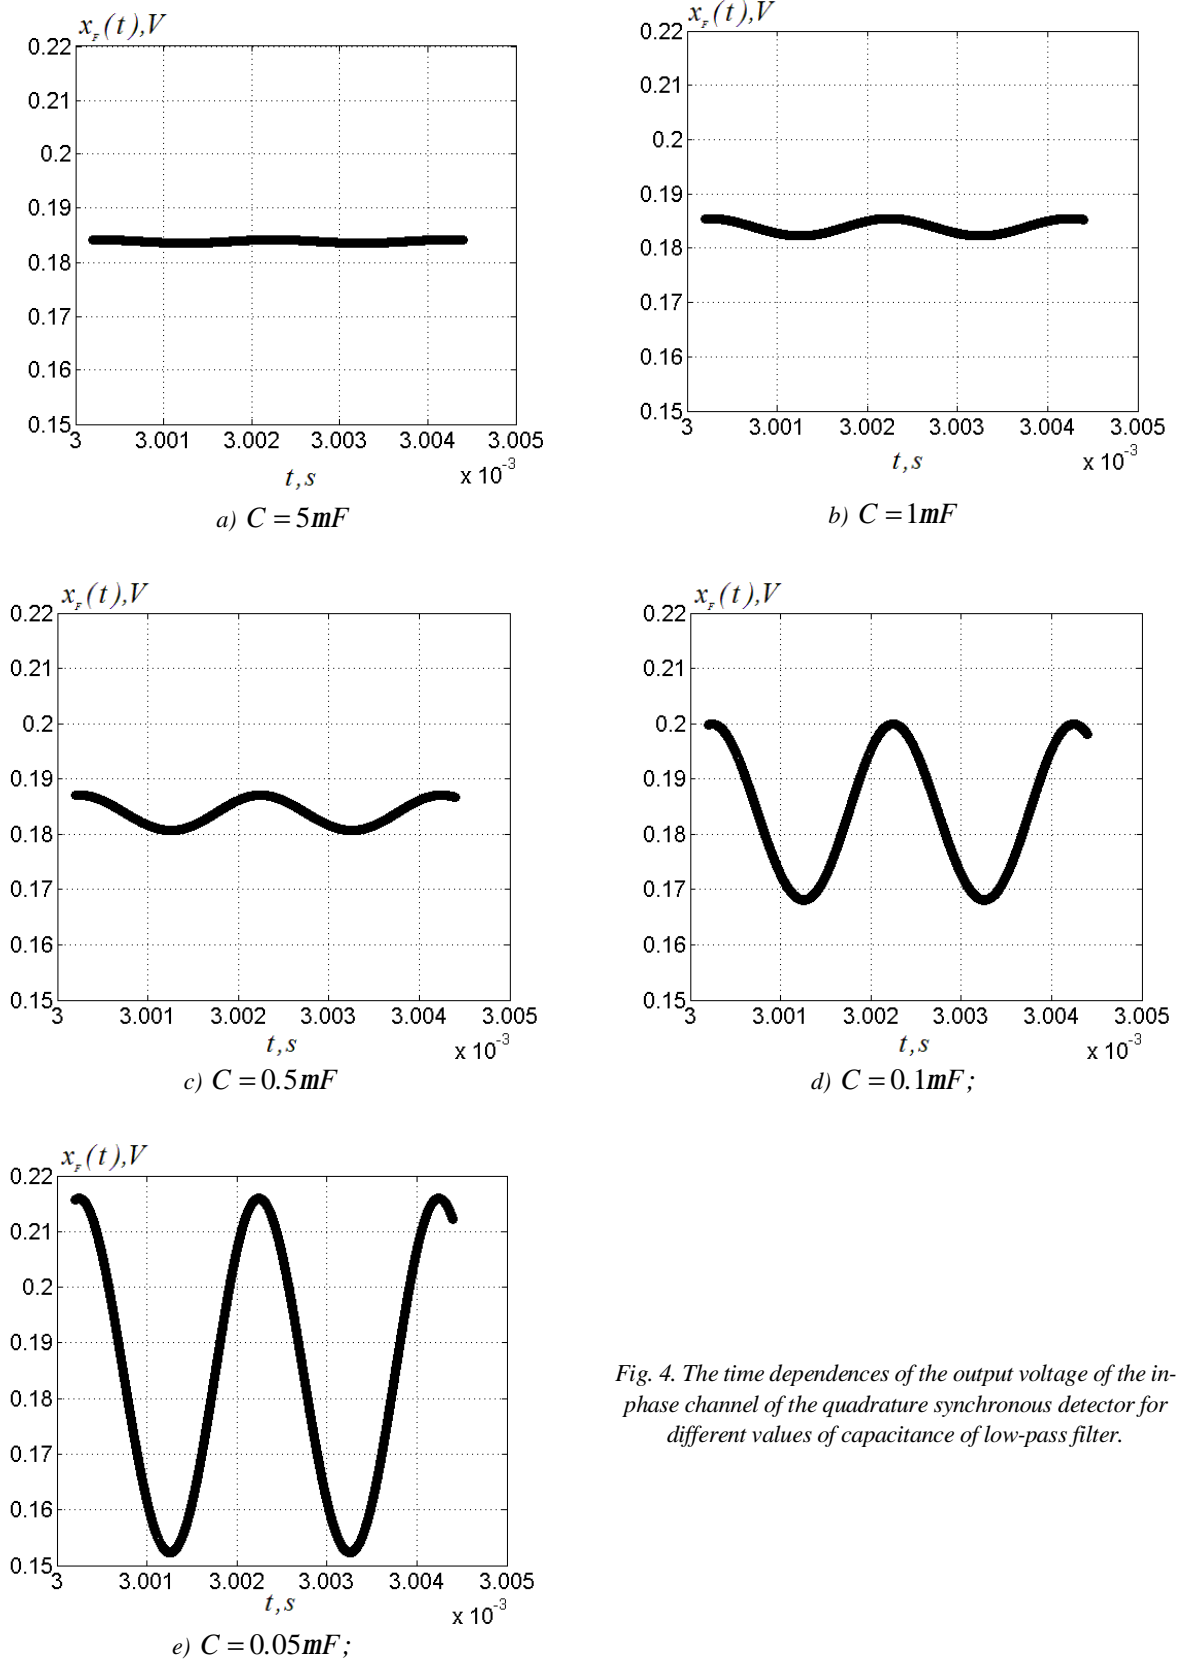 x_F(t),V
0.22
0.21
0.2
0.19
0.18
0.17
0.16
0.15
3 3.001 3.002 3.003 3.004 3.005
t,s x 10^-3
a) C = 5mF
x_F(t),V
0.22
0.21
0.2
0.19
0.18
0.17
0.16
0.15
3 3.001 3.002 3.003 3.004 3.005
t,s x 10^-3
b) C = 1mF
x_F(t),V
0.22
0.21
0.2
0.19
0.18
0.17
0.16
0.15
3 3.001 3.002 3.003 3.004 3.005
t,s x 10^-3
c) C = 0.5mF
x_F(t),V
0.22
0.21
0.2
0.19
0.18
0.17
0.16
0.15
3 3.001 3.002 3.003 3.004 3.005
t,s x 10^-3
d) C = 0.1mF;
x_F(t),V
0.22
0.21
0.2
0.19
0.18
0.17
0.16
0.15
3 3.001 3.002 3.003 3.004 3.005
t,s x 10^-3
e) C = 0.05mF;
Fig. 4. The time dependences of the output voltage of the in-
phase channel of the quadrature synchronous detector for
different values of capacitance of low-pass filter.